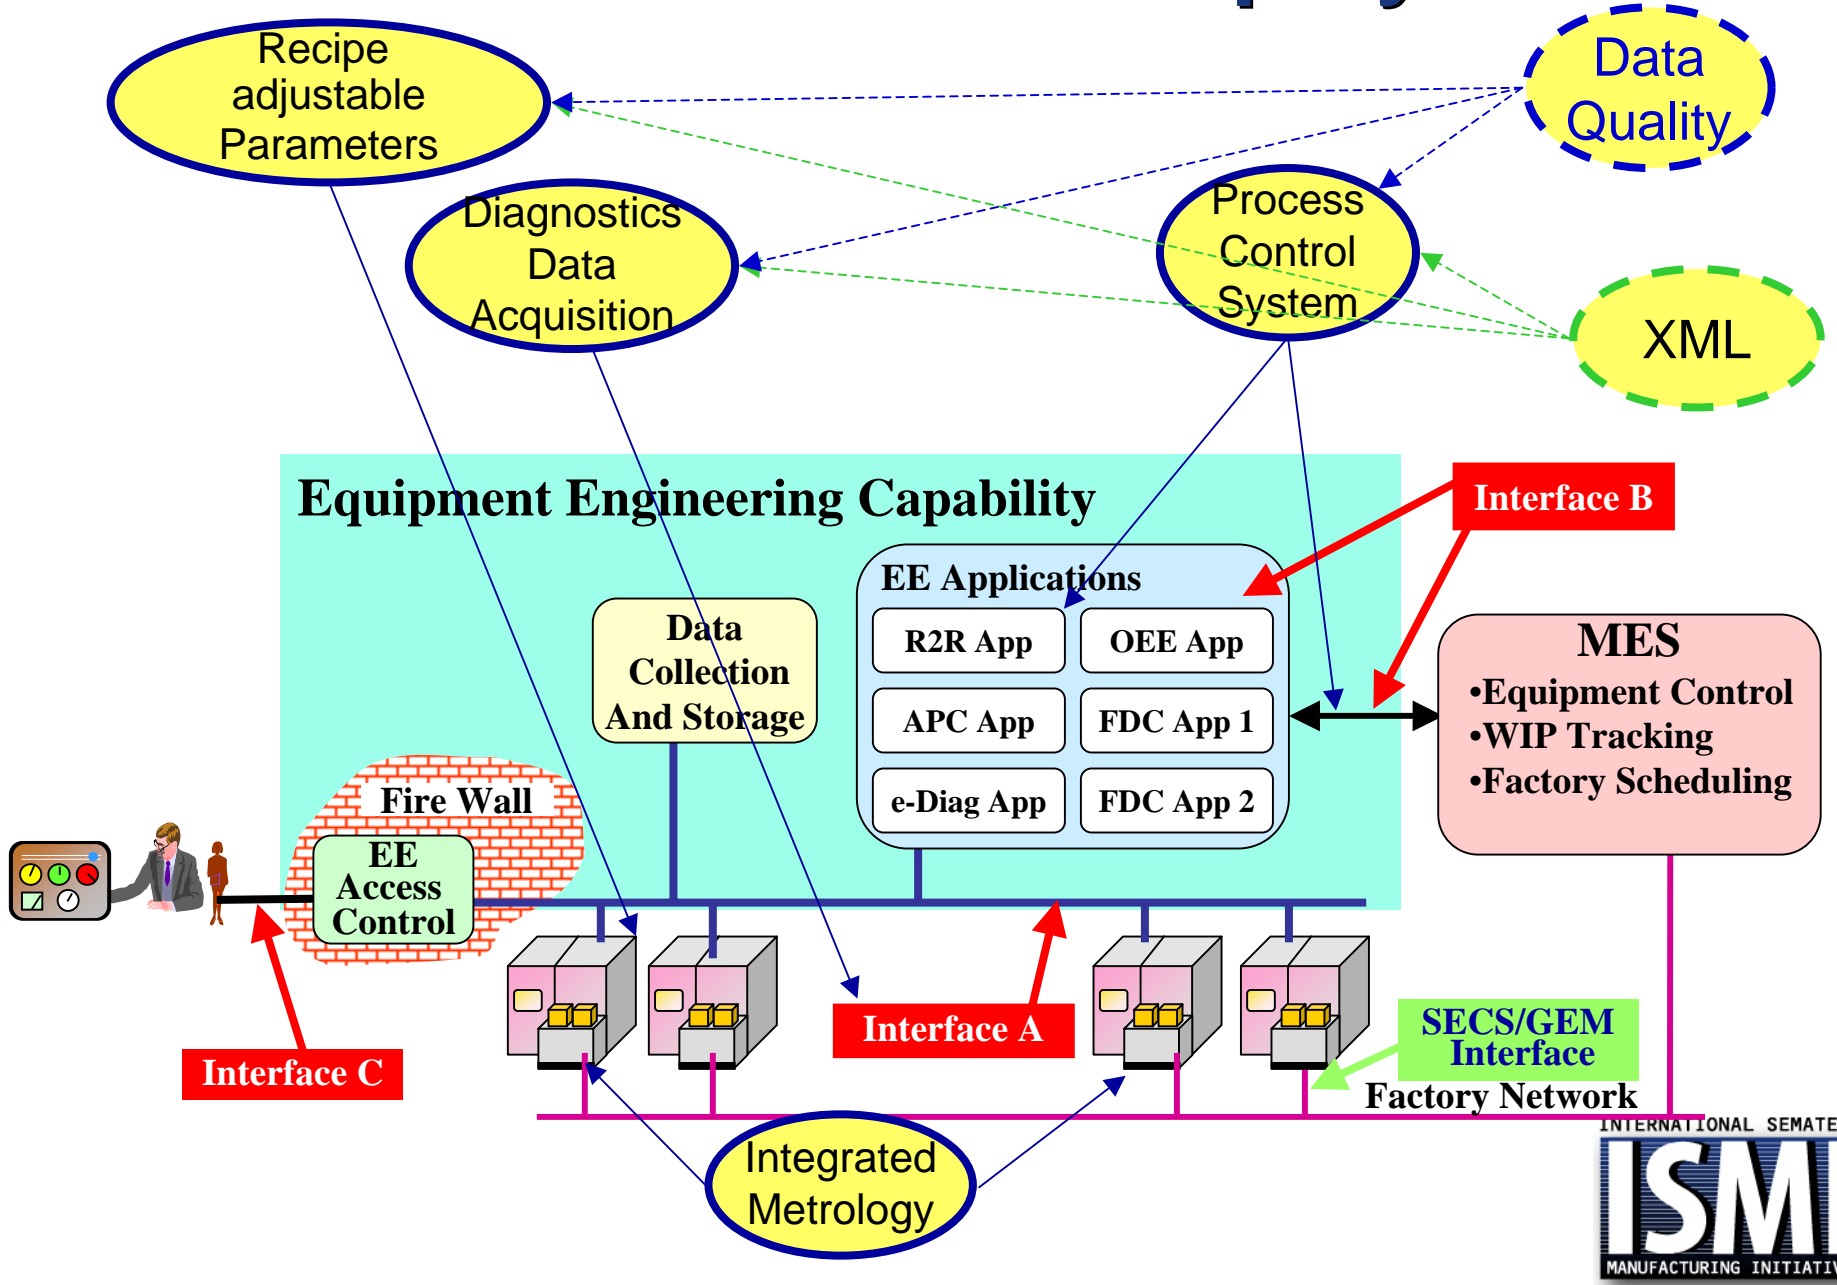 Recipe
adjustable
Parameters
Data
Quality
Diagnostics
Data
Acquisition
Process
Control
System
XML
Equipment Engineering Capability
Interface B
EE Applications
R2R App
OEE App
APC App
FDC App 1
e-Diag App
FDC App 2
Data
Collection
And Storage
MES
•Equipment Control
•WIP Tracking
•Factory Scheduling
Fire Wall
EE
Access
Control
Interface C
Interface A
SECS/GEM
Interface
Factory Network
Integrated
Metrology
INTERNATIONAL
ISM
MANUFACTURING